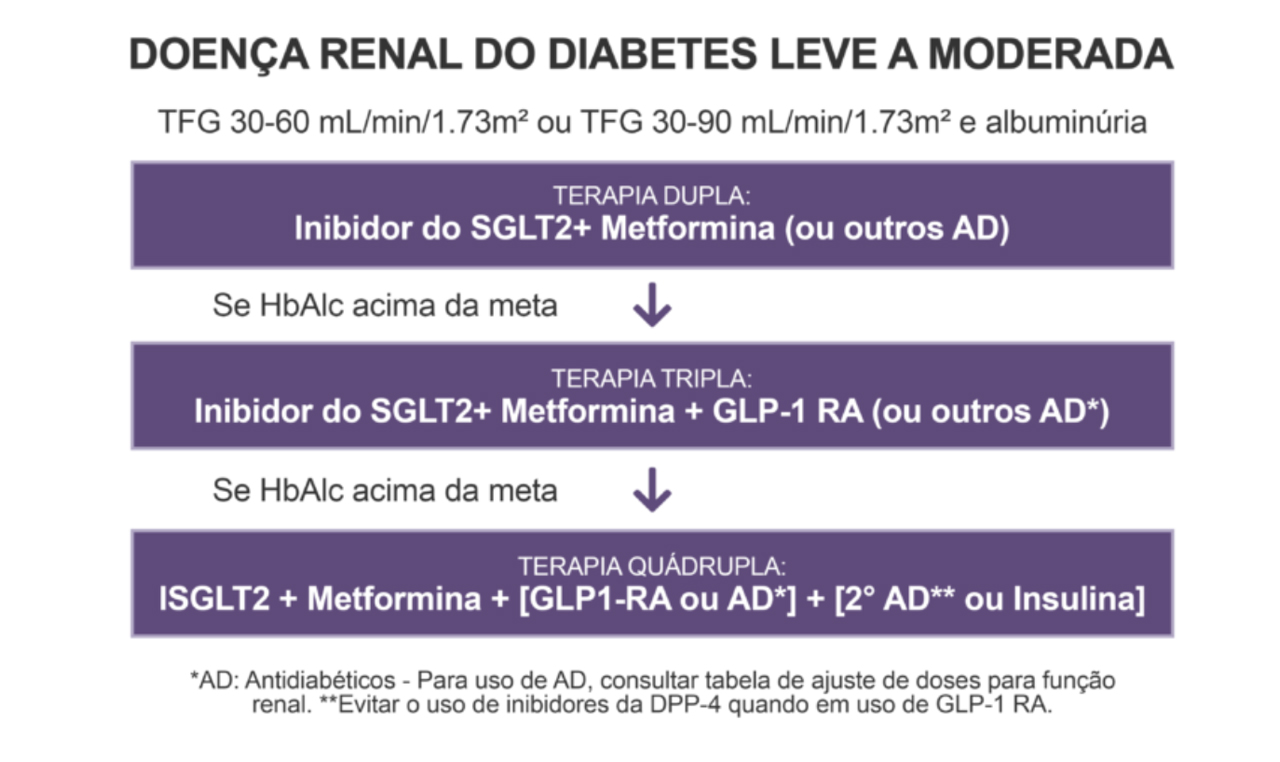 DOENÇA RENAL DO DIABETES LEVE A MODERADA
TFG 30-60 mL/min/1.73m² ou TFG 30-90 mL/min/1.73m² e albuminúria
TERAPIA DUPLA:
Inibidor do SGLT2+ Metformina (ou outros AD)
Se HbAlc acima da meta
TERAPIA TRIPLA:
Inibidor do SGLT2+ Metformina + GLP-1 RA (ou outros AD*)
Se HbAlc acima da meta
TERAPIA QUÁDRUPLA:
ISGLT2 + Metformina + [GLP1-RA ou AD*] + [2° AD** ou Insulina]
*AD: Antidiabéticos - Para uso de AD, consultar tabela de ajuste de doses para função
renal. **Evitar o uso de inibidores da DPP-4 quando em uso de GLP-1 RA.